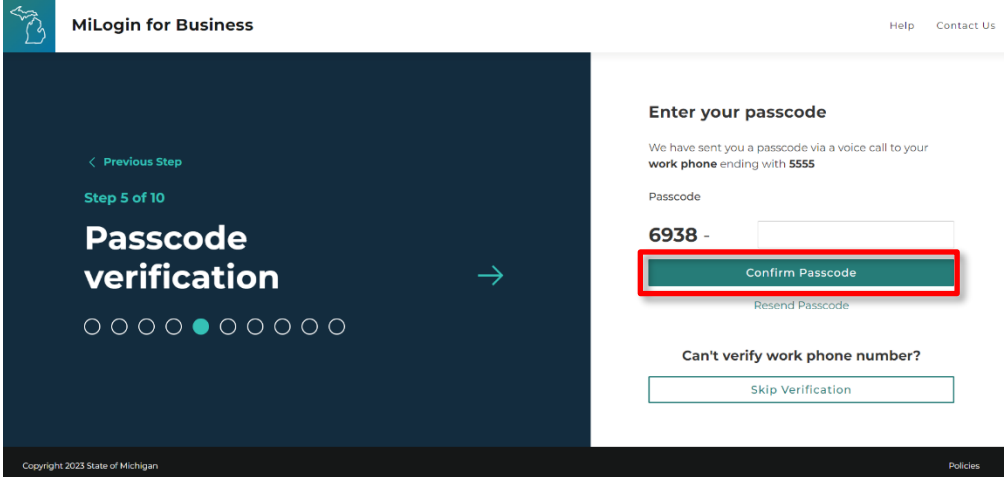 MiLogin for Business
Help
Contact Us
< Previous Step
Step 5 of 10
Passcode
verification
Enter your passcode
We have sent you a passcode via a voice call to your
work phone ending with 5555
Passcode
6938 -
Confirm Passcode
Resend Passcode
Can't verify work phone number?
Skip Verification
Copyright 2023 State of Michigan
Policies